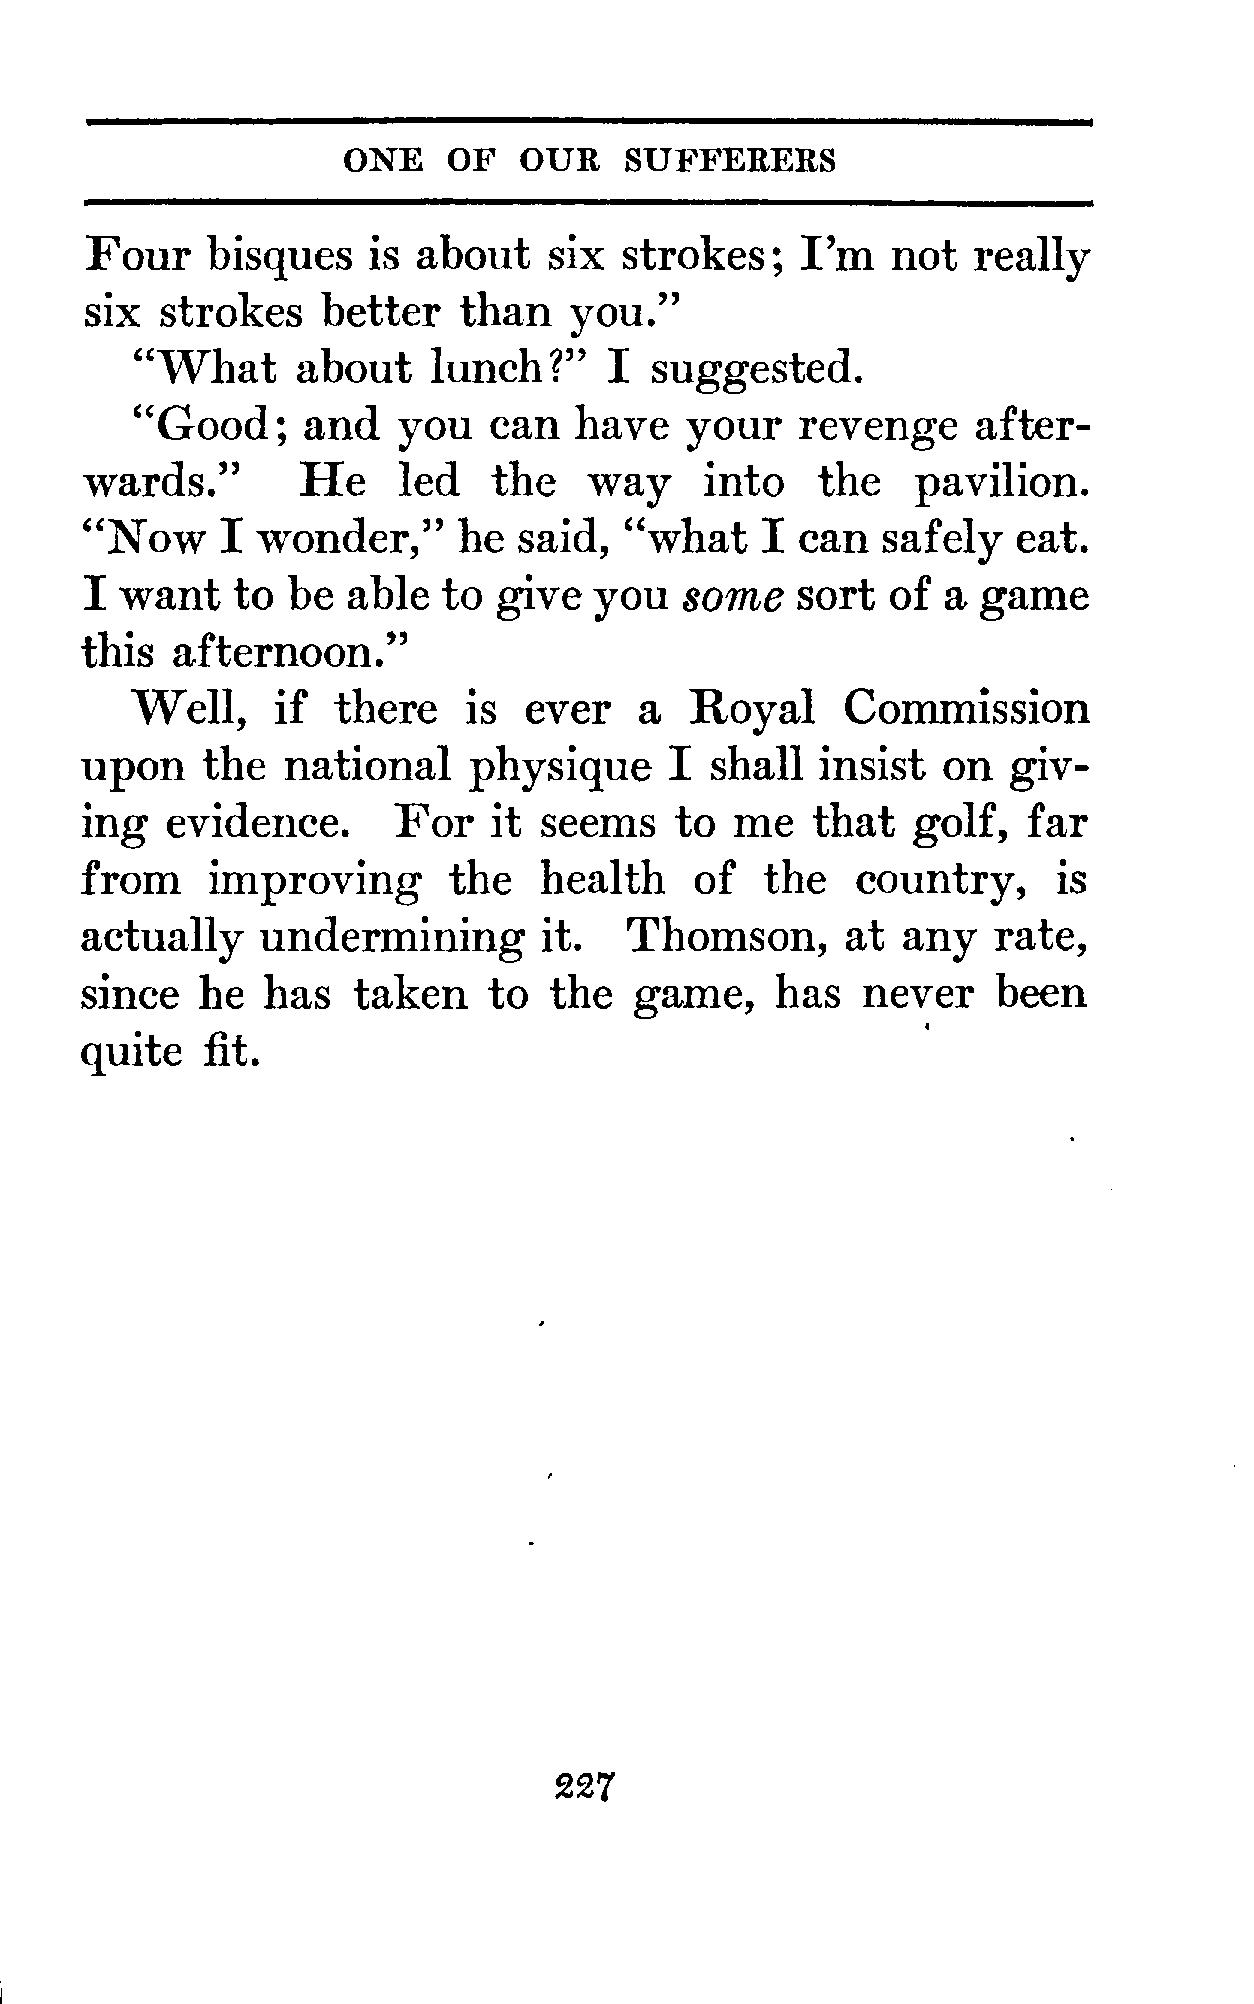 ONE OF OUR SUFFERERS
Four bisques is about six strokes; I'm not really
six strokes better than you."
"What about lunch?" I suggested.
"Good; and you can have your revenge after-
wards." He led the way into the pavilion.
"Now I wonder," he said, "what I can safely eat.
I want to be able to give you some sort of a game
this afternoon."
Well, if there is ever a Royal Commission
upon the national physique I shall insist on giv-
ing evidence. For it seems to me that golf, far
from improving the health of the country, is
actually undermining it. Thomson, at any rate,
since he has taken to the game, has never been
quite fit.
227